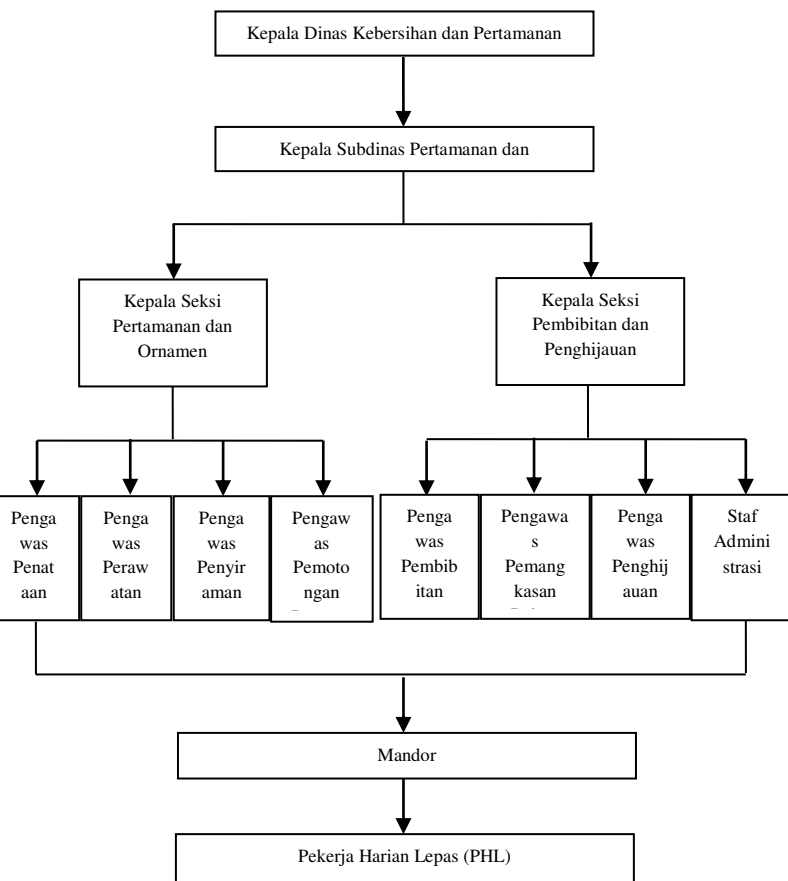 Kepala Dinas Kebersihan dan Pertamanan
Kepala Subdinas Pertamanan dan
Kepala Seksi
Pertamanan dan
Ornamen
Kepala Seksi
Pembibitan dan
Penghijauan
Penga
was
Penat
aan
Penga
was
Peraw
atan
Penga
was
Penyir
aman
Pengaw
as
Pemoto
ngan
Penga
was
Pembib
itan
Pengawa
s
Pemang
kasan
Penga
was
Penghij
auan
Staf
Admini
strasi
Mandor
Pekerja Harian Lepas (PHL)